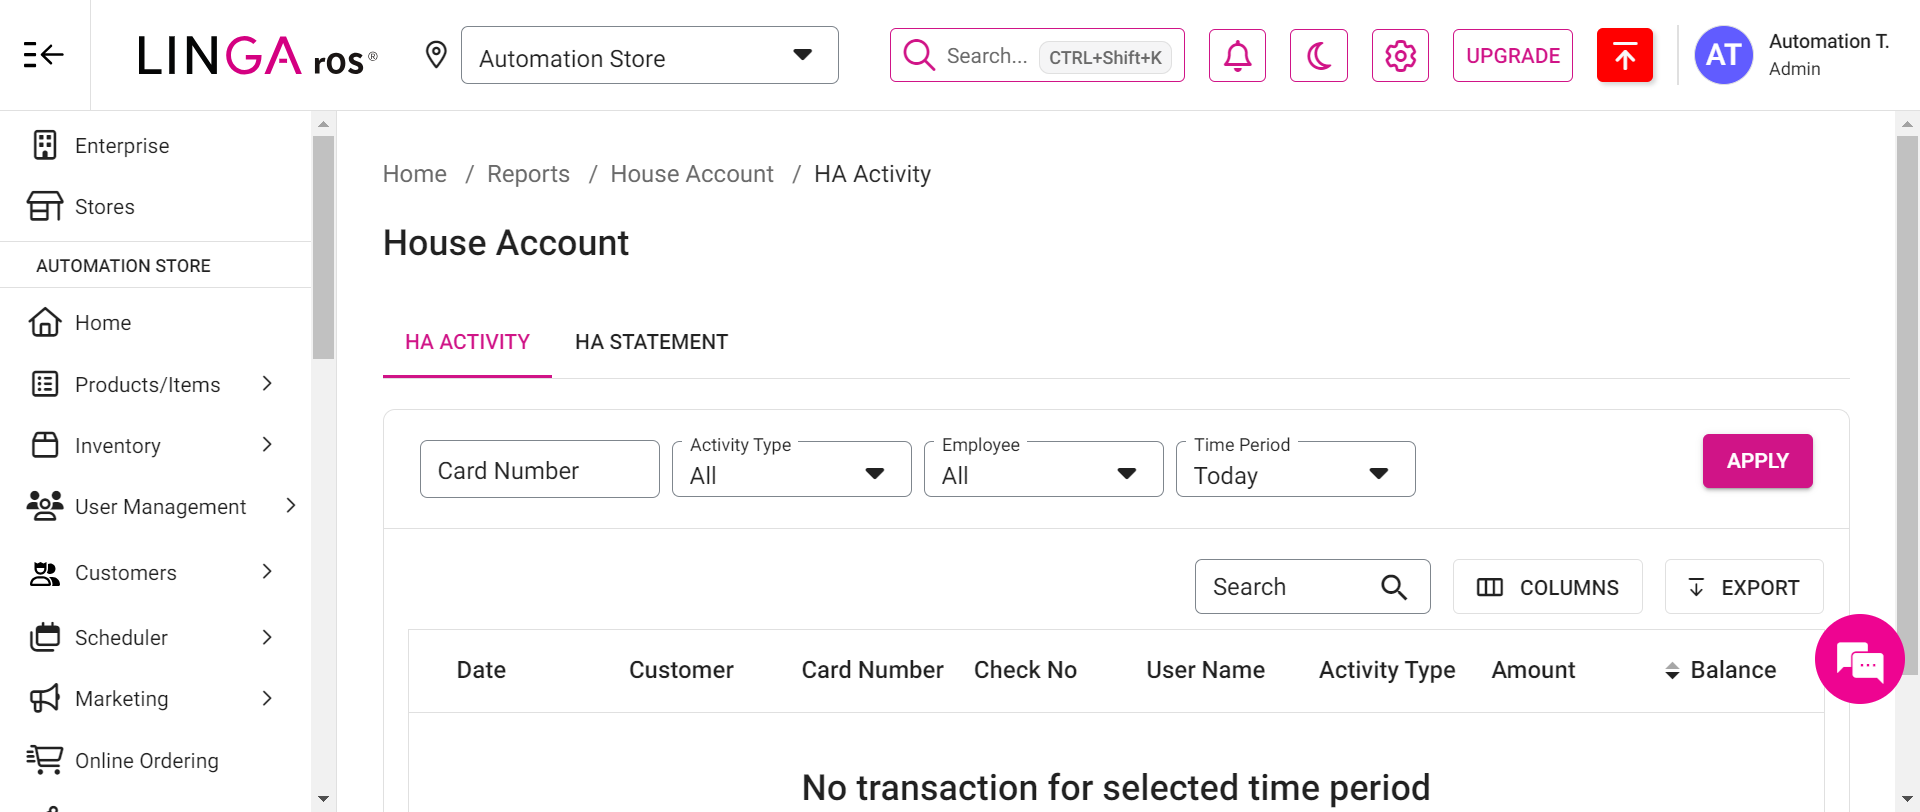 LINGA ros®
Automation Store
Search... CTRL+Shift+K
UPGRADE
AT
Automation T.
Admin
Enterprise
Stores
AUTOMATION STORE
Home
Products/Items
Inventory
User Management
Customers
Scheduler
Marketing
Online Ordering
Home / Reports / House Account / HA Activity
House Account
HA ACTIVITY HA STATEMENT
Card Number
Activity Type
All
Employee
All
Time Period
Today
APPLY
Search
COLUMNS
EXPORT
Date Customer Card Number Check No User Name Activity Type Amount Balance
No transaction for selected time period